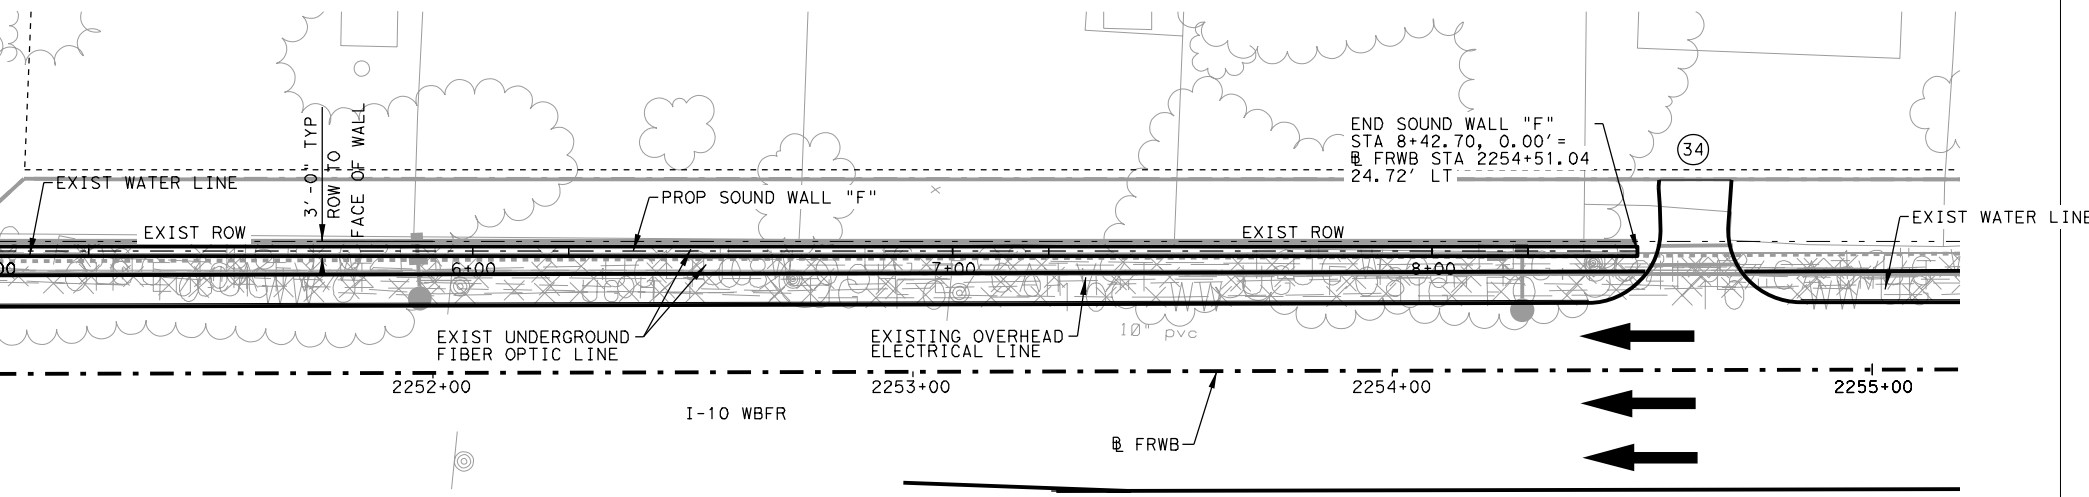 END SOUND WALL "F"
STA 8+42.70, 0.00'=
℄ FRWB STA 2254+51.04
24.72' LT
34
3'-0" TYP
ROW TO
FACE OF WALL
EXIST WATER LINE
PROP SOUND WALL "F"
EXIST ROW
EXIST ROW
EXIST WATER LINE
00
6+00
7+00
8+00
EXIST UNDERGROUND
FIBER OPTIC LINE
EXISTING OVERHEAD
ELECTRICAL LINE
10" pvc
2252+00
2253+00
2254+00
2255+00
I-10 WBFR
℄ FRWB